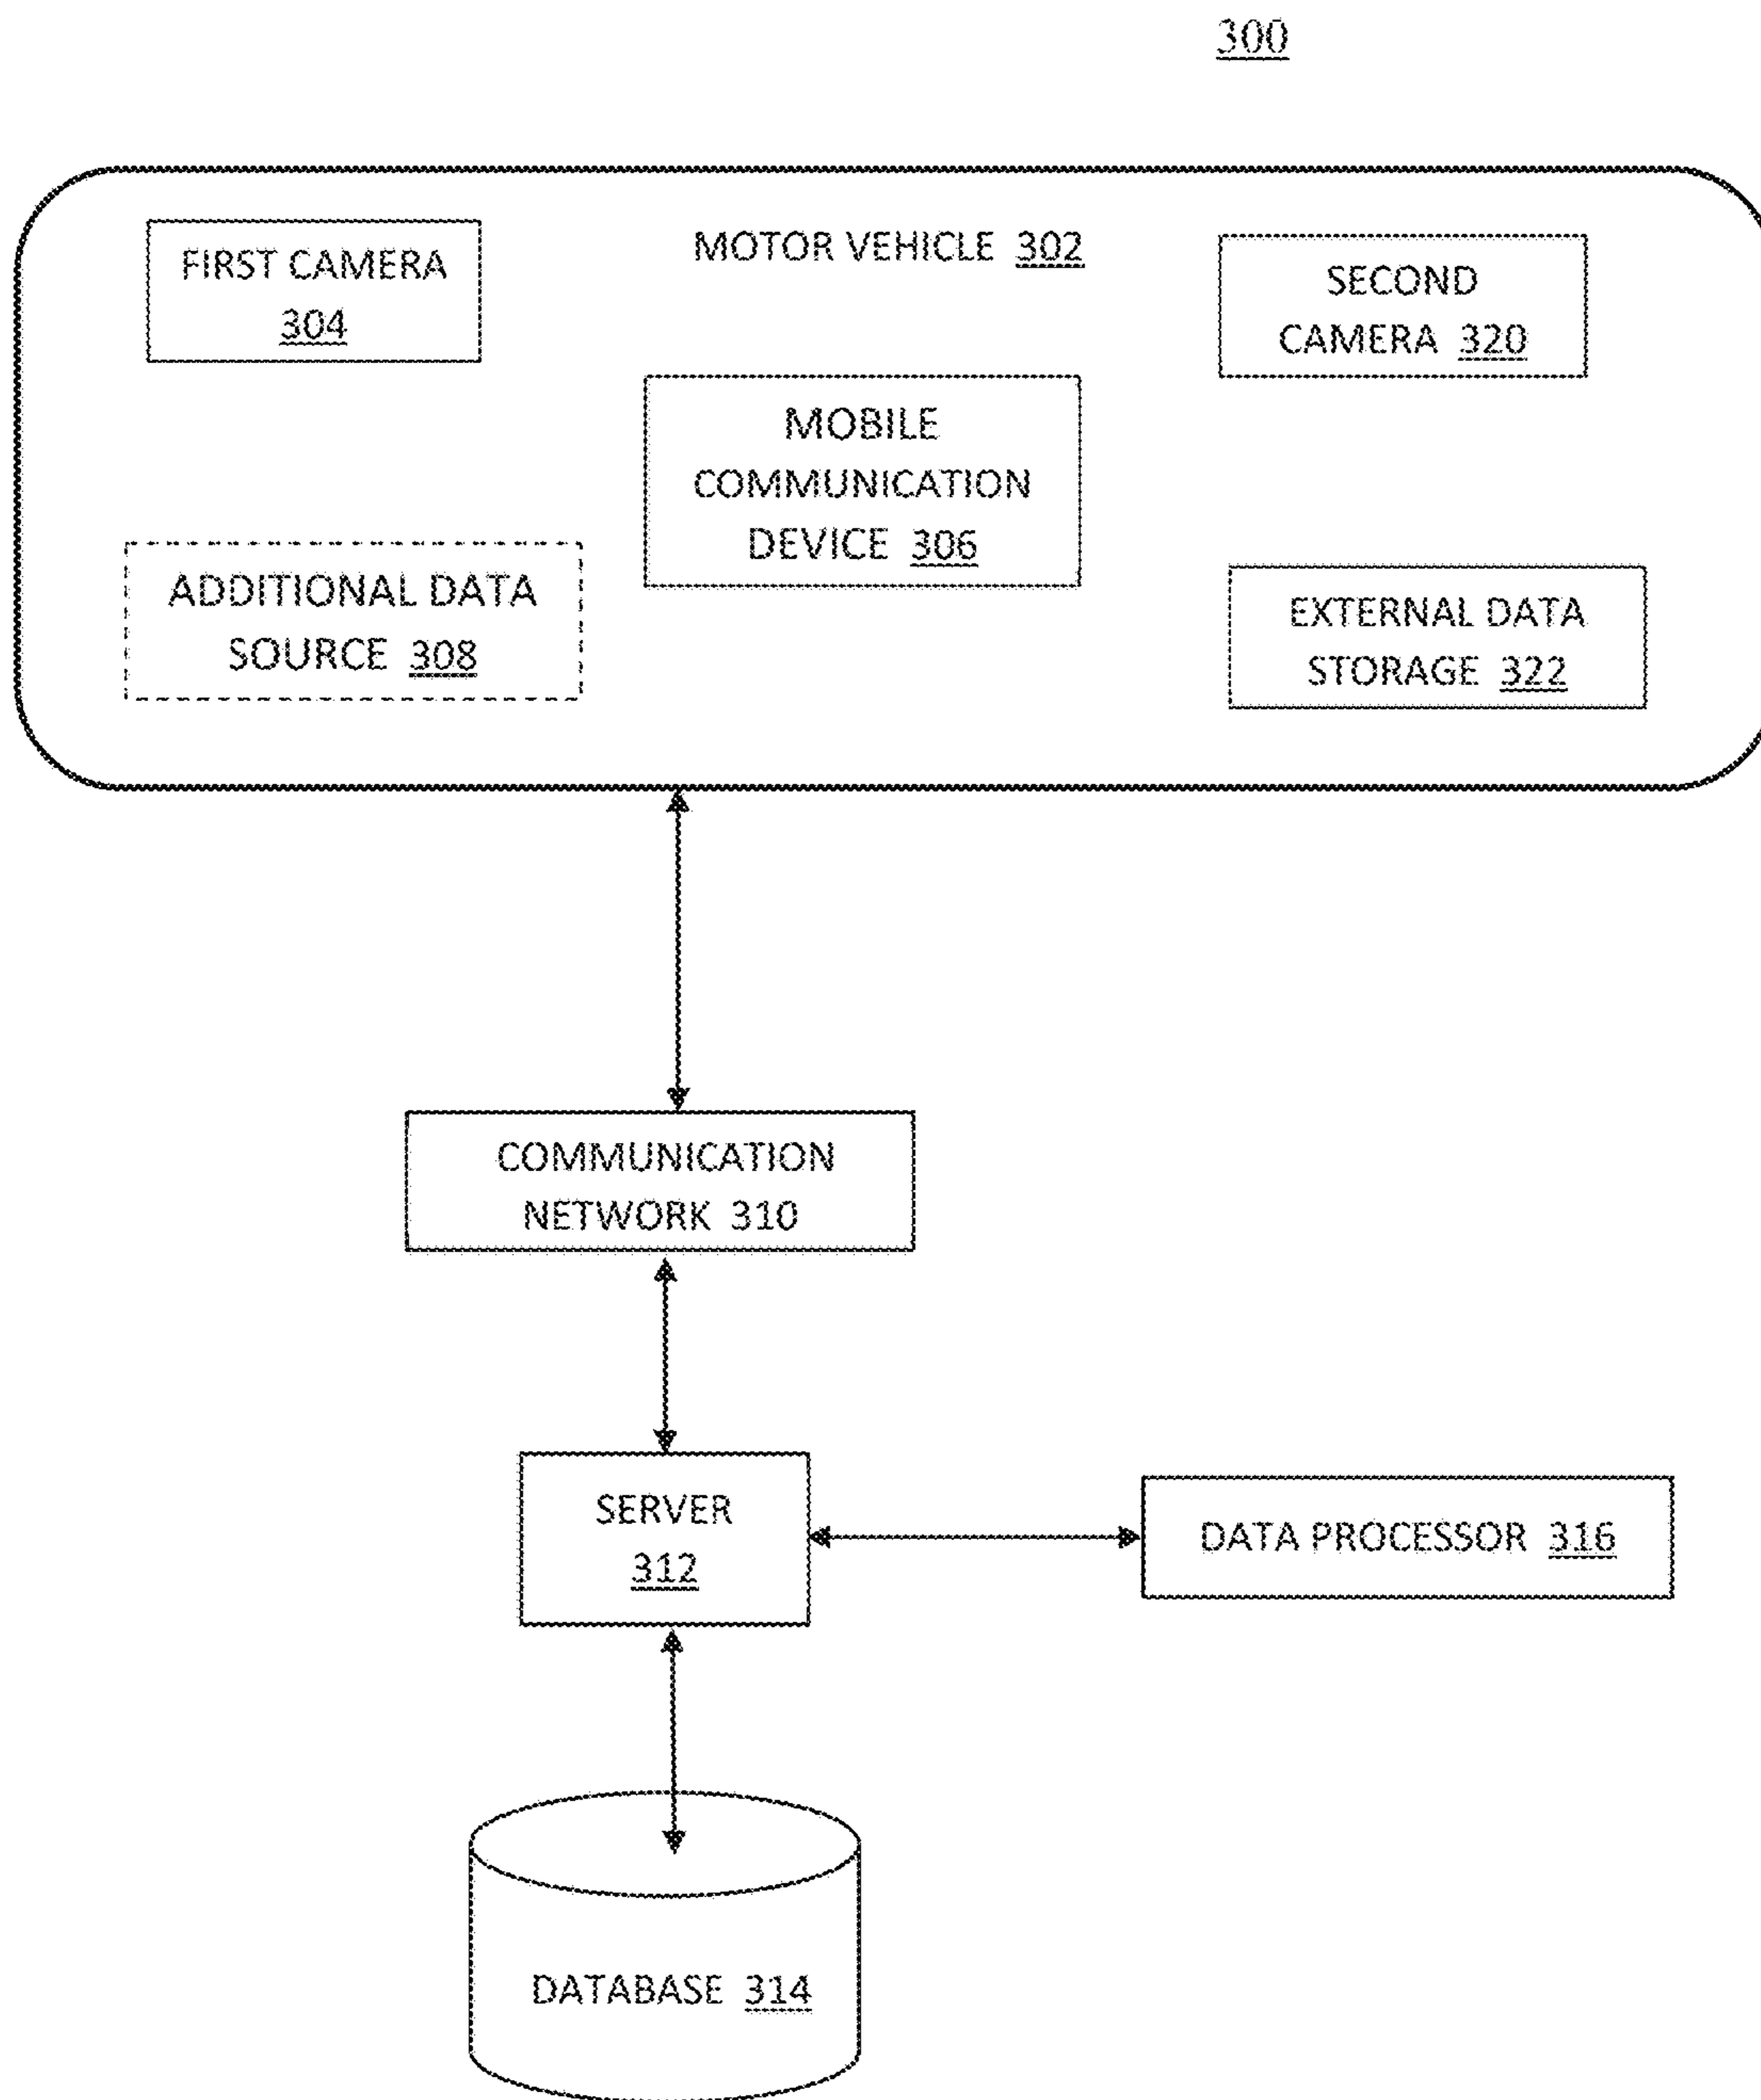 300
FIRST CAMERA
304
MOTOR VEHICLE 302
SECOND
CAMERA 320
MOBILE
COMMUNICATION
DEVICE 306
ADDITIONAL DATA
SOURCE 308
EXTERNAL DATA
STORAGE 322
COMMUNICATION
NETWORK 310
SERVER
312
DATA PROCESSOR 316
DATABASE 314